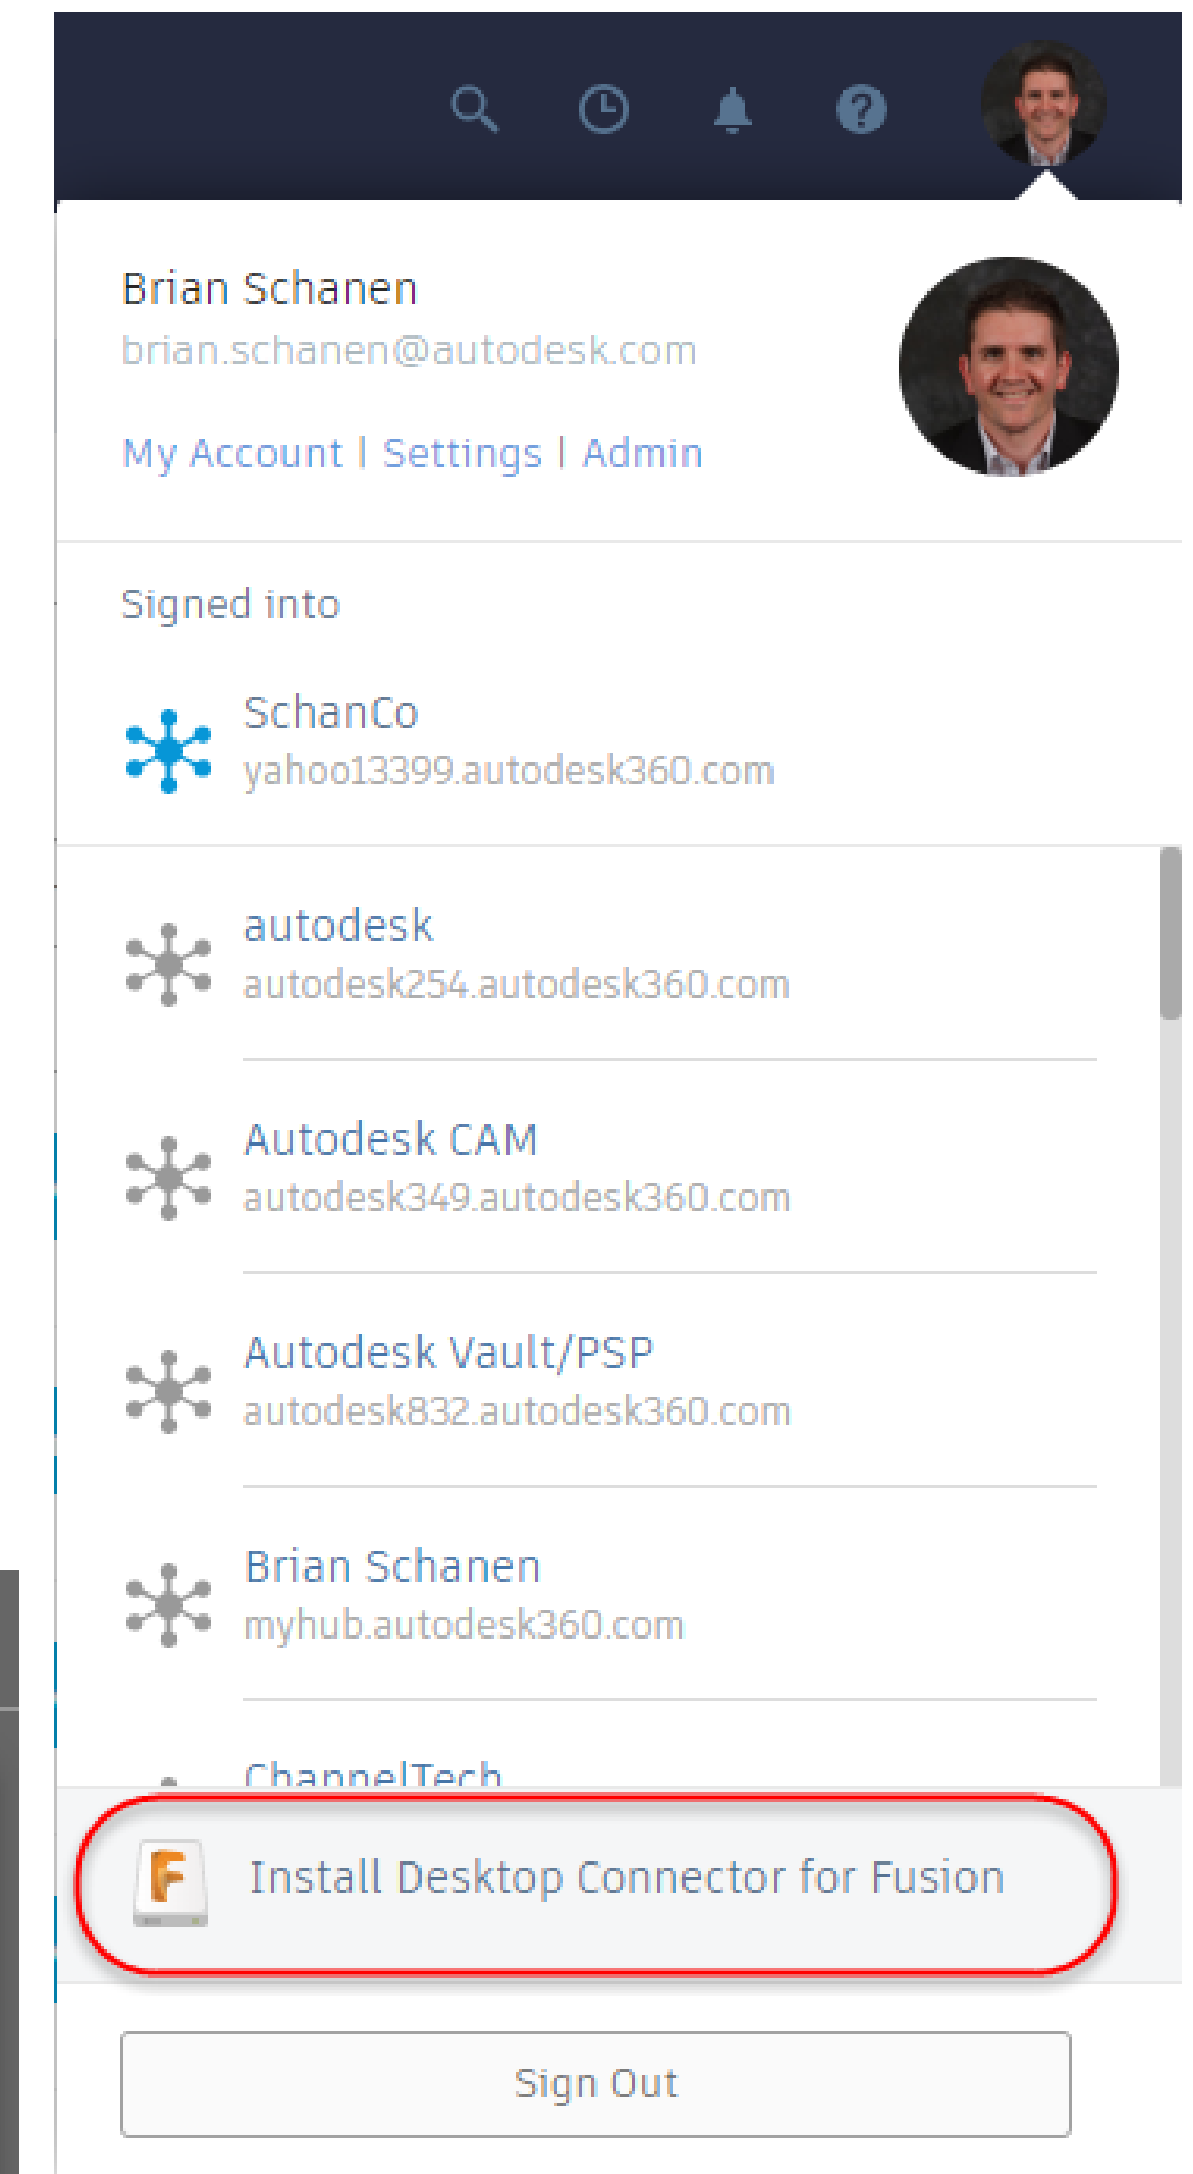 Brian Schanen
brian.schanen@autodesk.com
My Account | Settings | Admin
Signed into
SchanCo
yahoo13399.autodesk360.com
autodesk
autodesk254.autodesk360.com
Autodesk CAM
autodesk349.autodesk360.com
Autodesk Vault/PSP
autodesk832.autodesk360.com
Brian Schanen
myhub.autodesk360.com
ChannelTech
F Install Desktop Connector for Fusion
Sign Out